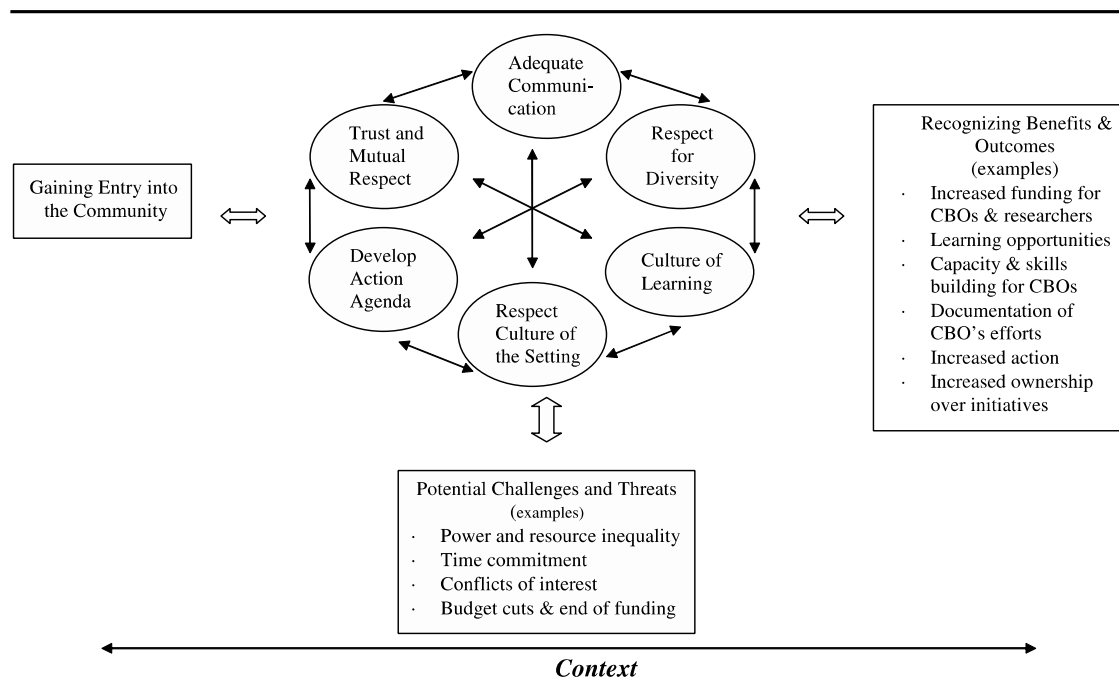 Adequate
Communi-
cation
Trust and
Mutual
Respect
Respect
for
Diversity
Gaining Entry into
the Community
Develop
Action
Agenda
Culture of
Learning
Respect
Culture of
the Setting
Recognizing Benefits &
Outcomes
(examples)
· Increased funding for
CBOs & researchers
· Learning opportunities
· Capacity & skills
building for CBOs
· Documentation of
CBO's efforts
· Increased action
· Increased ownership
over initiatives
Potential Challenges and Threats
(examples)
· Power and resource inequality
· Time commitment
· Conflicts of interest
· Budget cuts & end of funding
Context